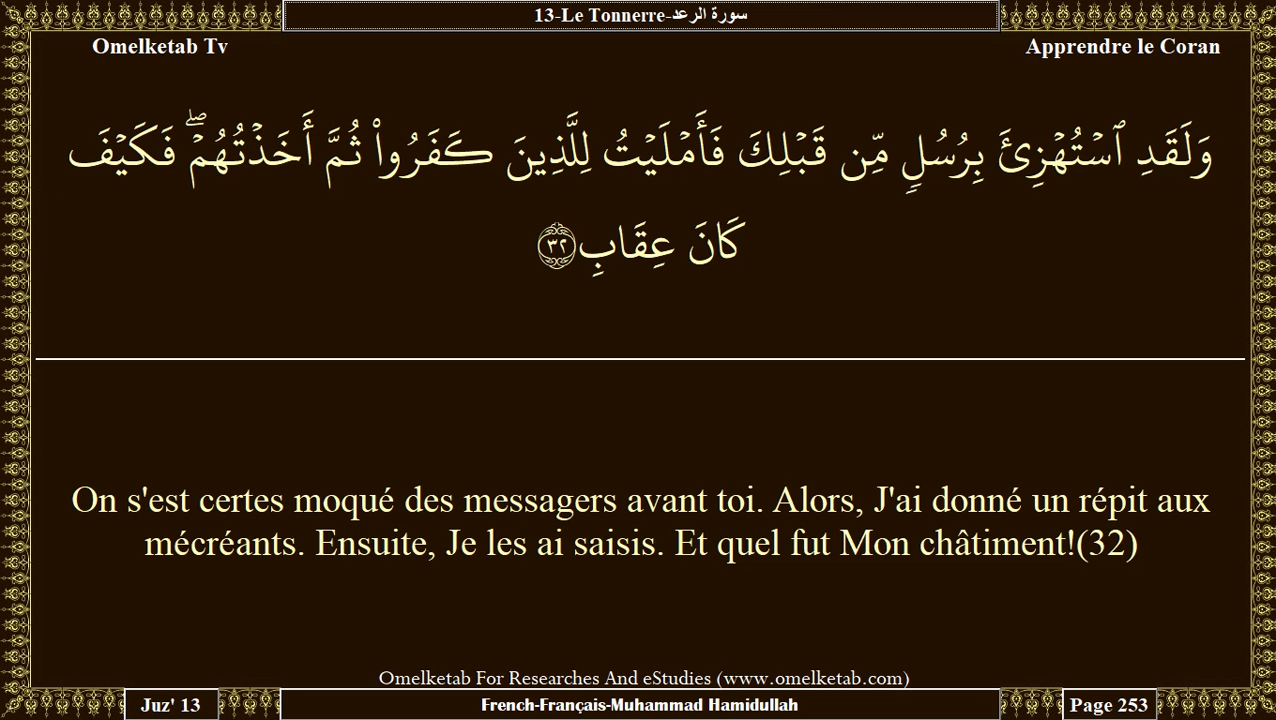 13-Le Tonnerre-سورة الرعد
Omelketab Tv
Apprendre le Coran
وَلَقَدِ ٱسۡتُهۡزِئَ بِرُسُلٖ مِّن قَبۡلِكَ فَأَمۡلَيۡتُ لِلَّذِينَ كَفَرُواْ ثُمَّ أَخَذۡتُهُمۡۖ فَكَيۡفَ
كَانَ عِقَابِ ٣٢
On s'est certes moqué des messagers avant toi. Alors, J'ai donné un répit aux
mécréants. Ensuite, Je les ai saisis. Et quel fut Mon châtiment!(32)
Omelketab For Researches And eStudies (www.omelketab.com)
Juz' 13
French-Français-Muhammad Hamidullah
Page 253